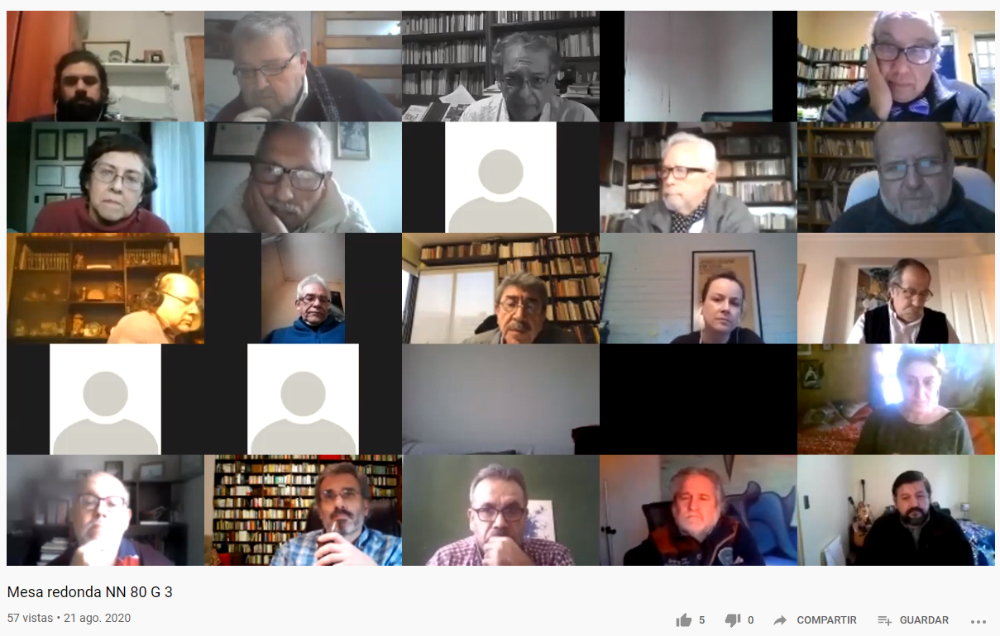 Mesa redonda NN 80 G 3
57 vistas • 21 ago. 2020
5 0 COMPARTIR GUARDAR